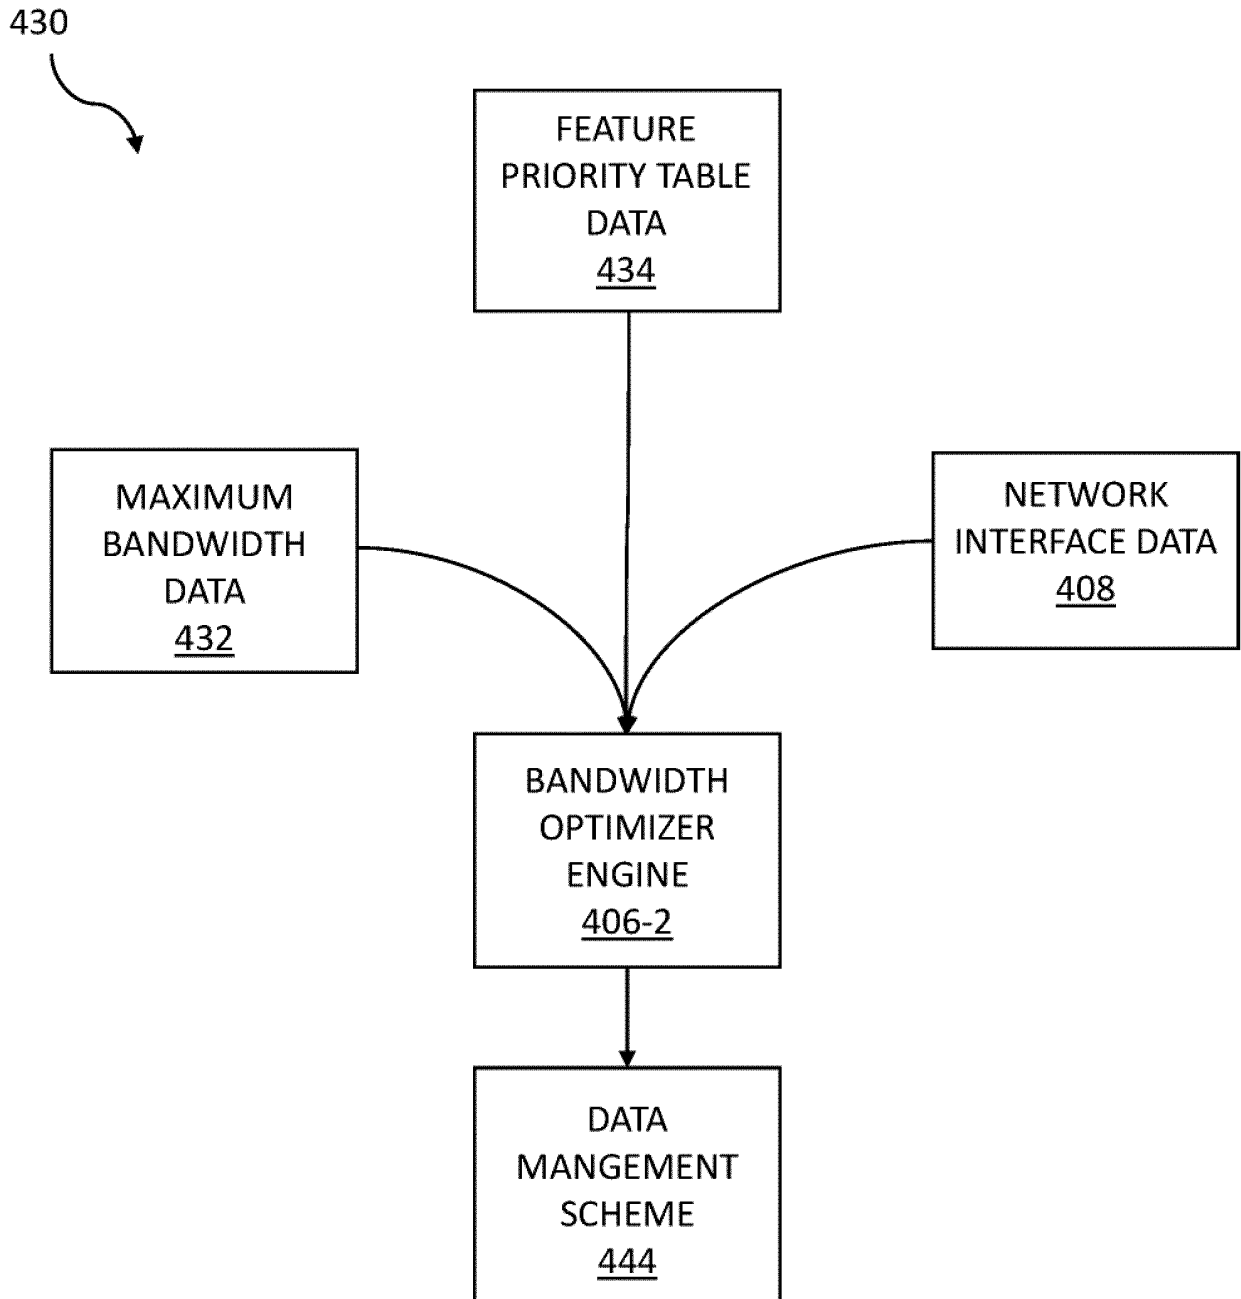 430
FEATURE
PRIORITY TABLE
DATA
434
MAXIMUM
BANDWIDTH
DATA
432
NETWORK
INTERFACE DATA
408
BANDWIDTH
OPTIMIZER
ENGINE
406-2
DATA
MANGEMENT
SCHEME
444